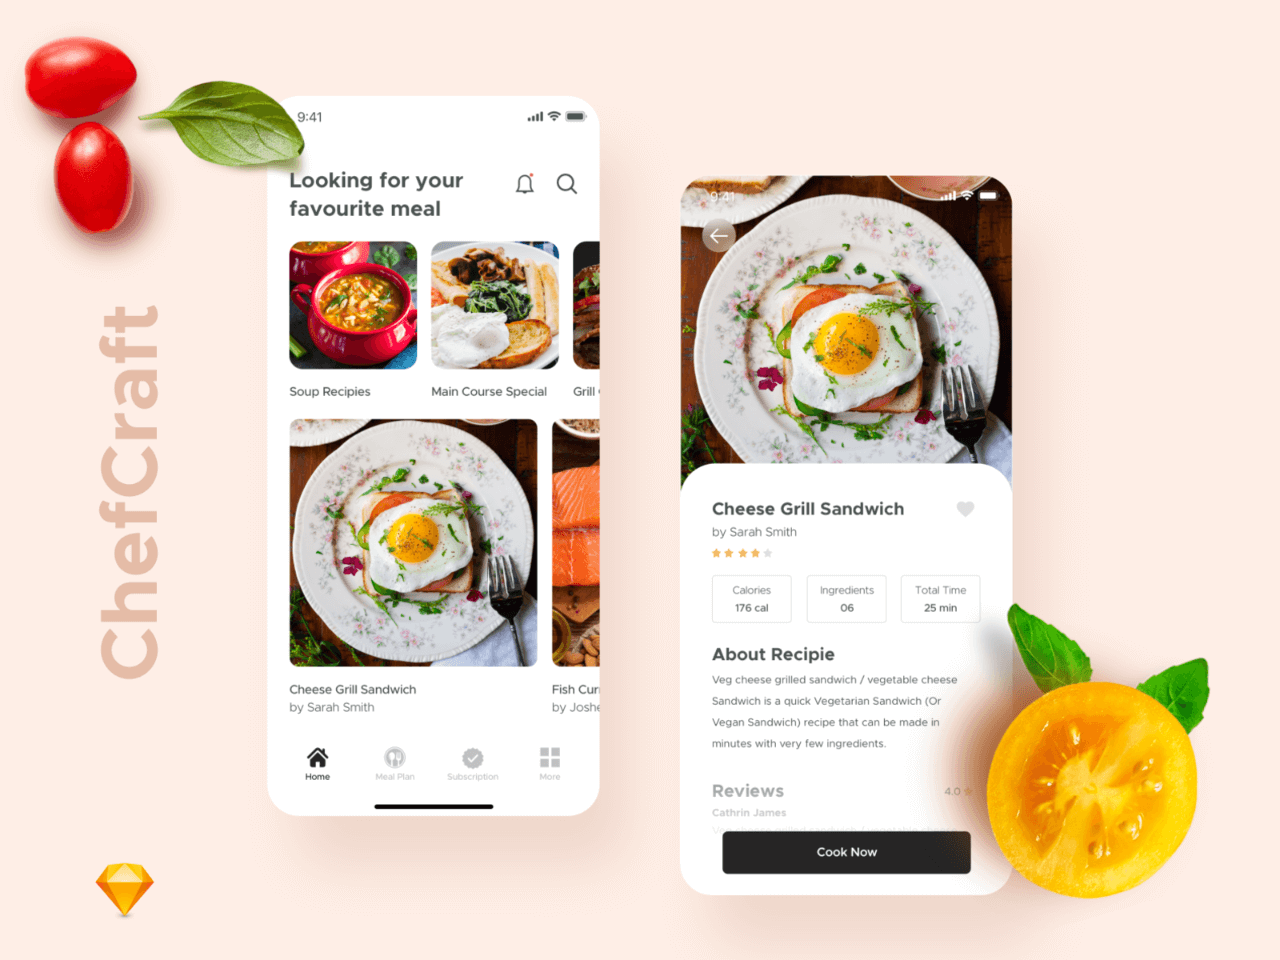 ChefCraft
9:41
Looking for your
favourite meal
Soup Recipies
Main Course Special
Grill
Cheese Grill Sandwich
by Sarah Smith
Fish Cur
by Joshe
Home
Meal Plan
Subscription
More
9:41
Cheese Grill Sandwich
by Sarah Smith
Calories
176 cal
Ingredients
06
Total Time
25 min
About Recipie
Veg cheese grilled sandwich / vegetable cheese
Sandwich is a quick Vegetarian Sandwich (Or
Vegan Sandwich) recipe that can be made in
minutes with very few ingredients.
Reviews
4.0
Cathrin James
Cook Now